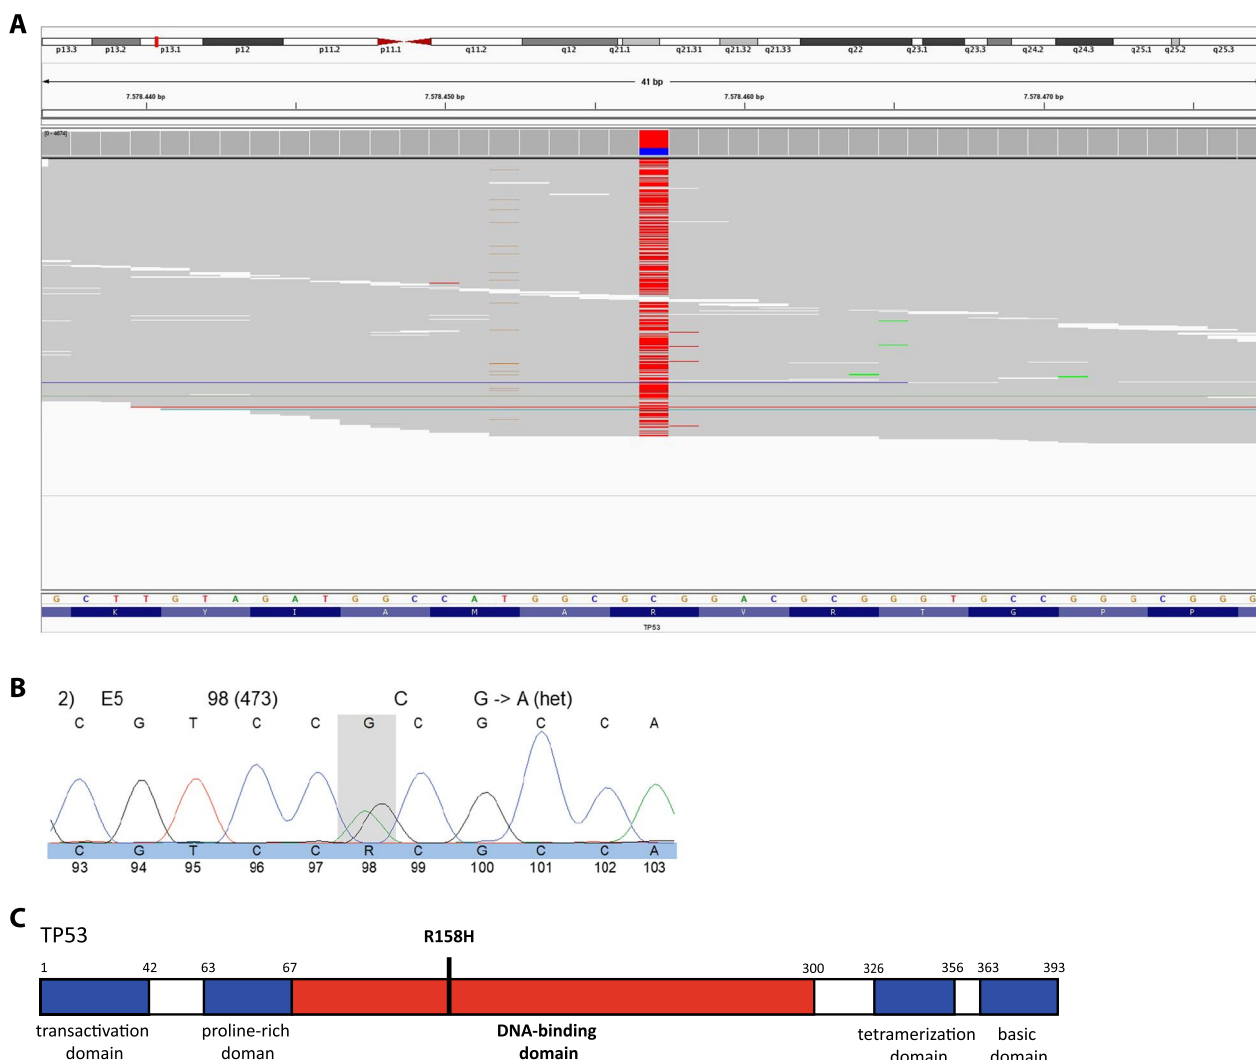 A
p13.3 p13.2 p13.1 p12 p11.2 p11.1 q11.2 q12 q21.1 q21.31 q21.32 q21.33 q22 q23.1 q23.3 q24.2 q24.3 q25.1 q25.2 q25.3
41 bp
7.578.440 bp 7.578.450 bp 7.578.460 bp 7.578.470 bp
[0 - 4674]
G C T T G T A G A T G G C C A T G G C G C G G A C G C G G G T G C C G G G C G G G
K Y I A M A R V R T G P P
TP53
B
2) E5 98 (473) C G -> A (het)
C G T C C G C G C C A
C G T C C R C G C C A
93 94 95 96 97 98 99 100 101 102 103
C
TP53
R158H
1 42 63 67 300 326 356 363 393
transactivation proline-rich DNA-binding tetramerization basic
domain doman domain domain domain